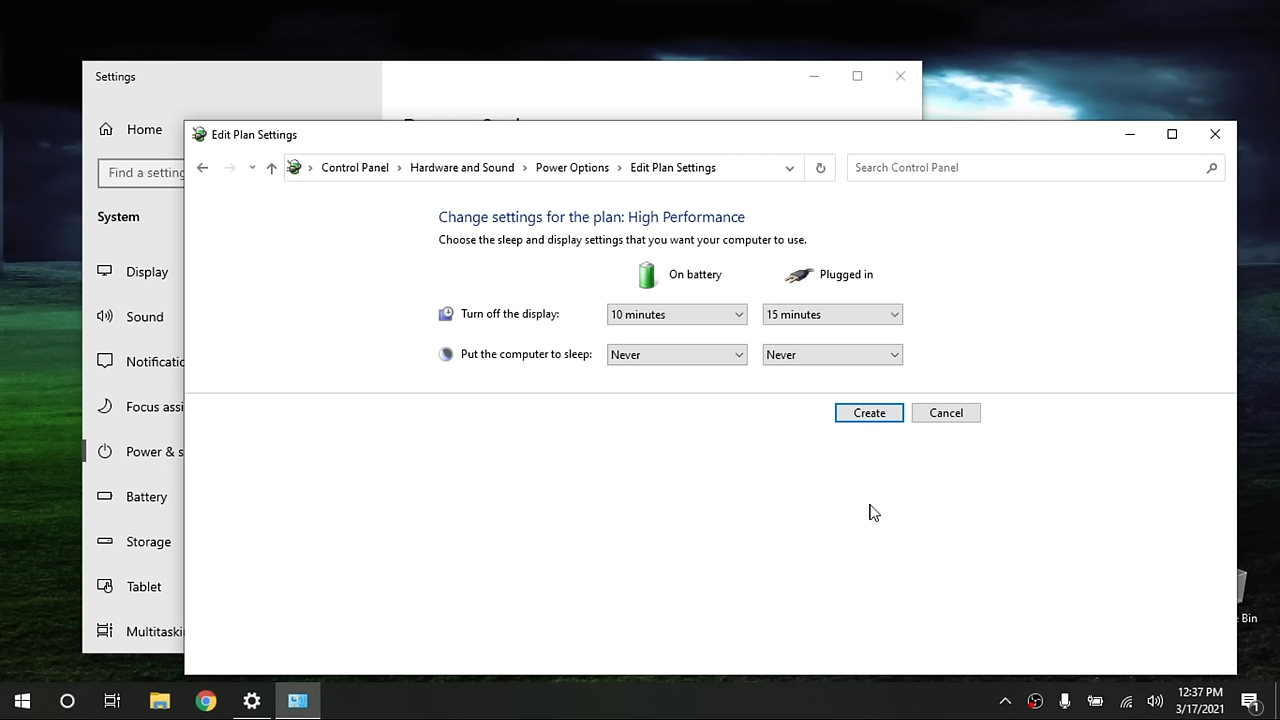 Settings
Home
Find a setting
System
Display
Sound
Notificatio
Focus assi
Power & s
Battery
Storage
Tablet
Multitaski
Edit Plan Settings
Control Panel > Hardware and Sound > Power Options > Edit Plan Settings
Search Control Panel
Change settings for the plan: High Performance
Choose the sleep and display settings that you want your computer to use.
On battery
Plugged in
Turn off the display:
10 minutes
15 minutes
Put the computer to sleep:
Never
Never
Create
Cancel
Bin
12:37 PM
3/17/2021
1